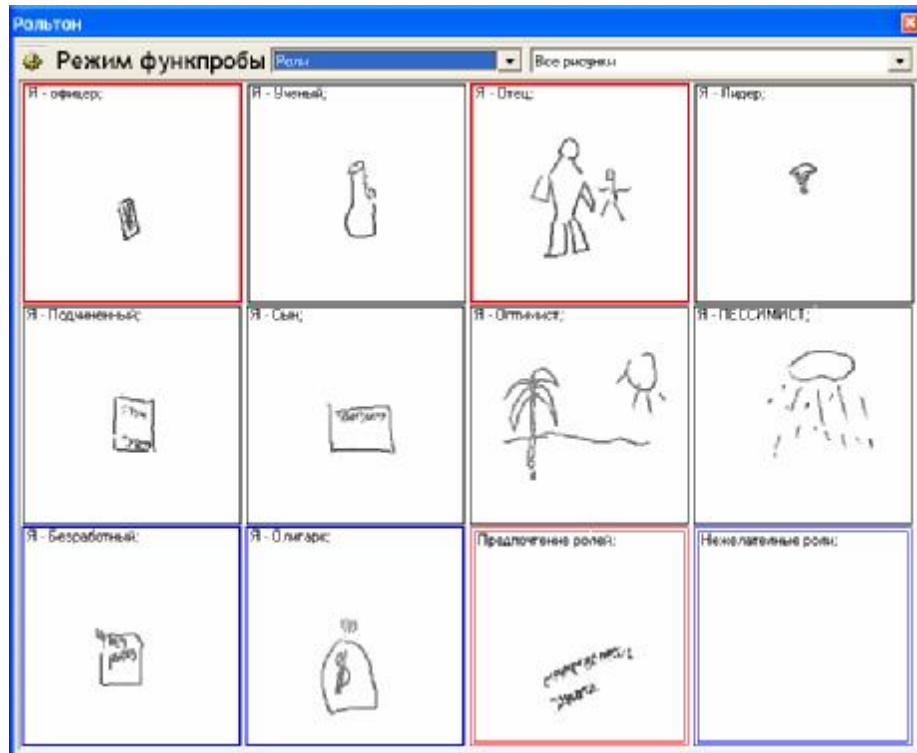 Рольтон
Режим функпробы Роли Все рисунки
Я - офицер; Я - Ученый; Я - Отец; Я - Лидер;
Я - Подчиненный; Я - Сын; Я - Оптимист; Я - ПЕССИМИСТ;
Я - Безработный; Я - Олигарх; Предпочтение ролей; Нежелателные роли;